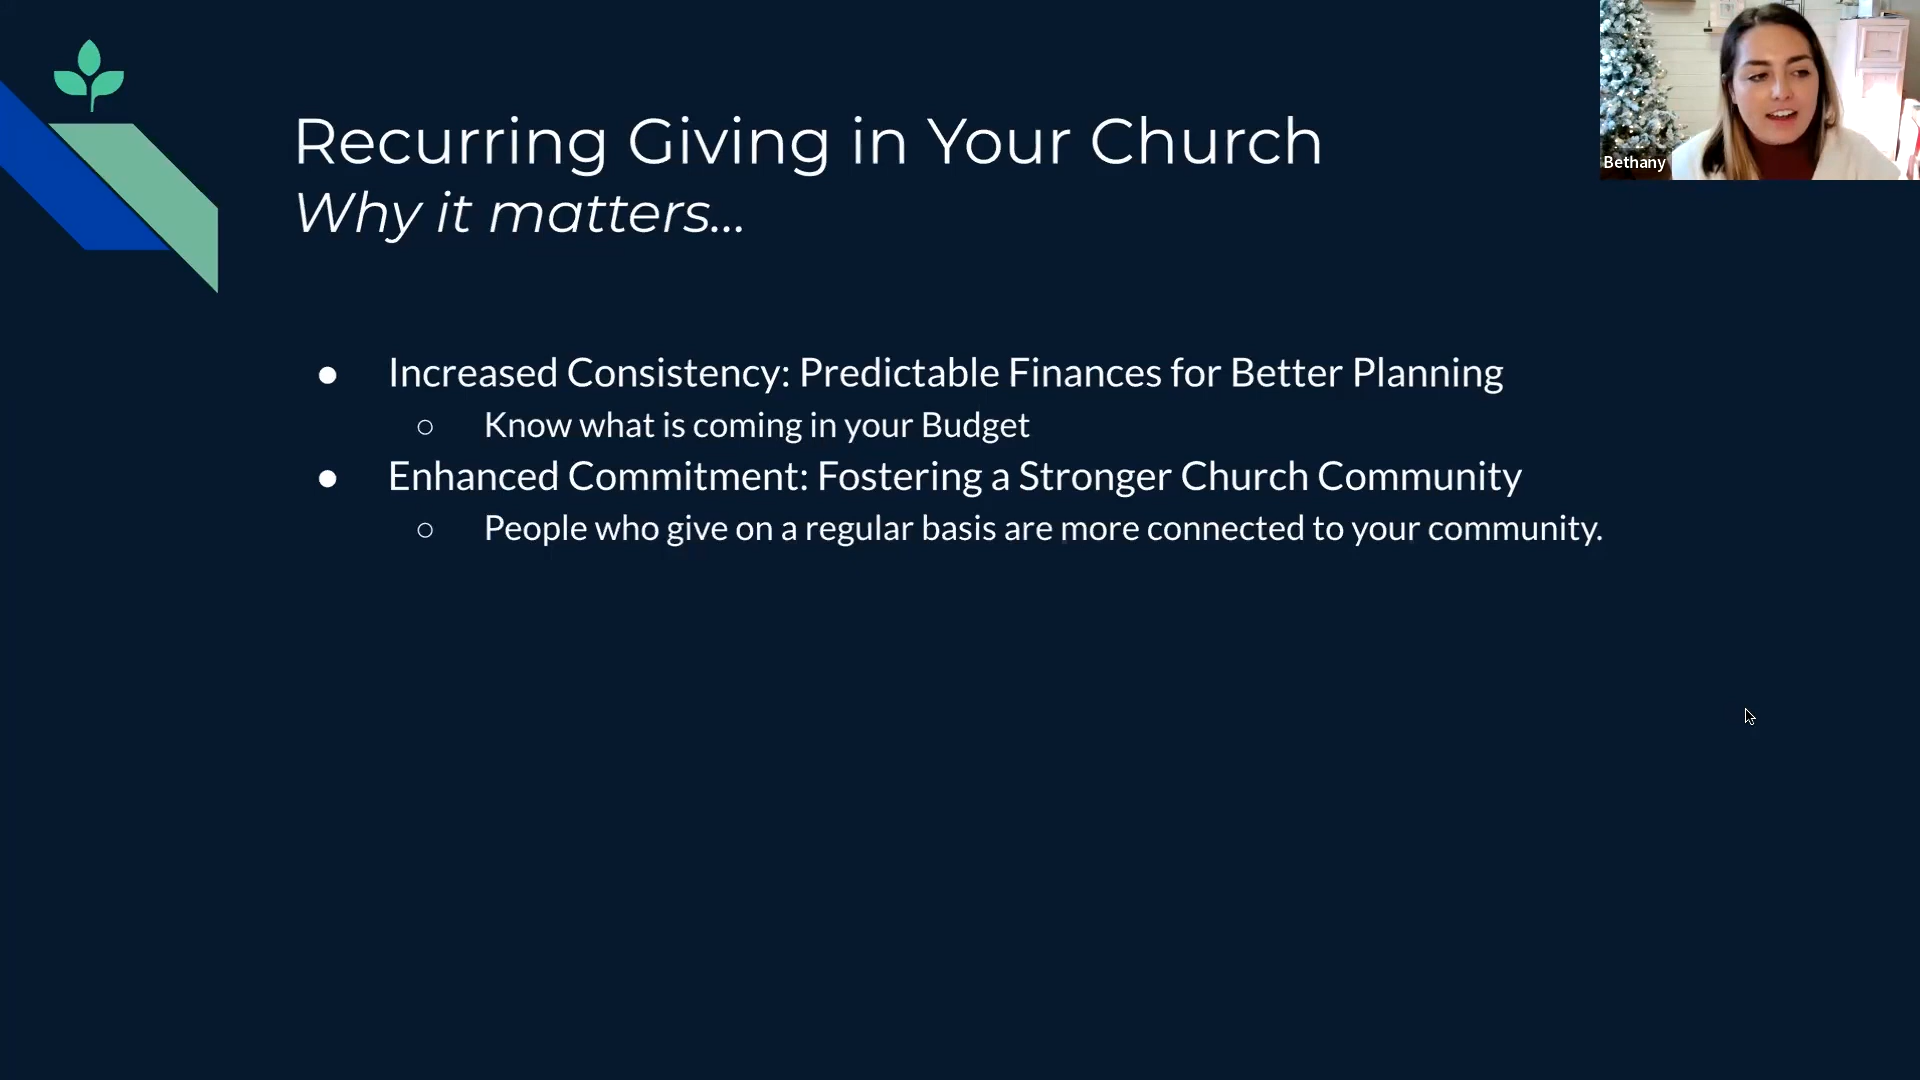 Recurring Giving in Your Church
Why it matters...
● Increased Consistency: Predictable Finances for Better Planning
○ Know what is coming in your Budget
● Enhanced Commitment: Fostering a Stronger Church Community
○ People who give on a regular basis are more connected to your community.
Bethany